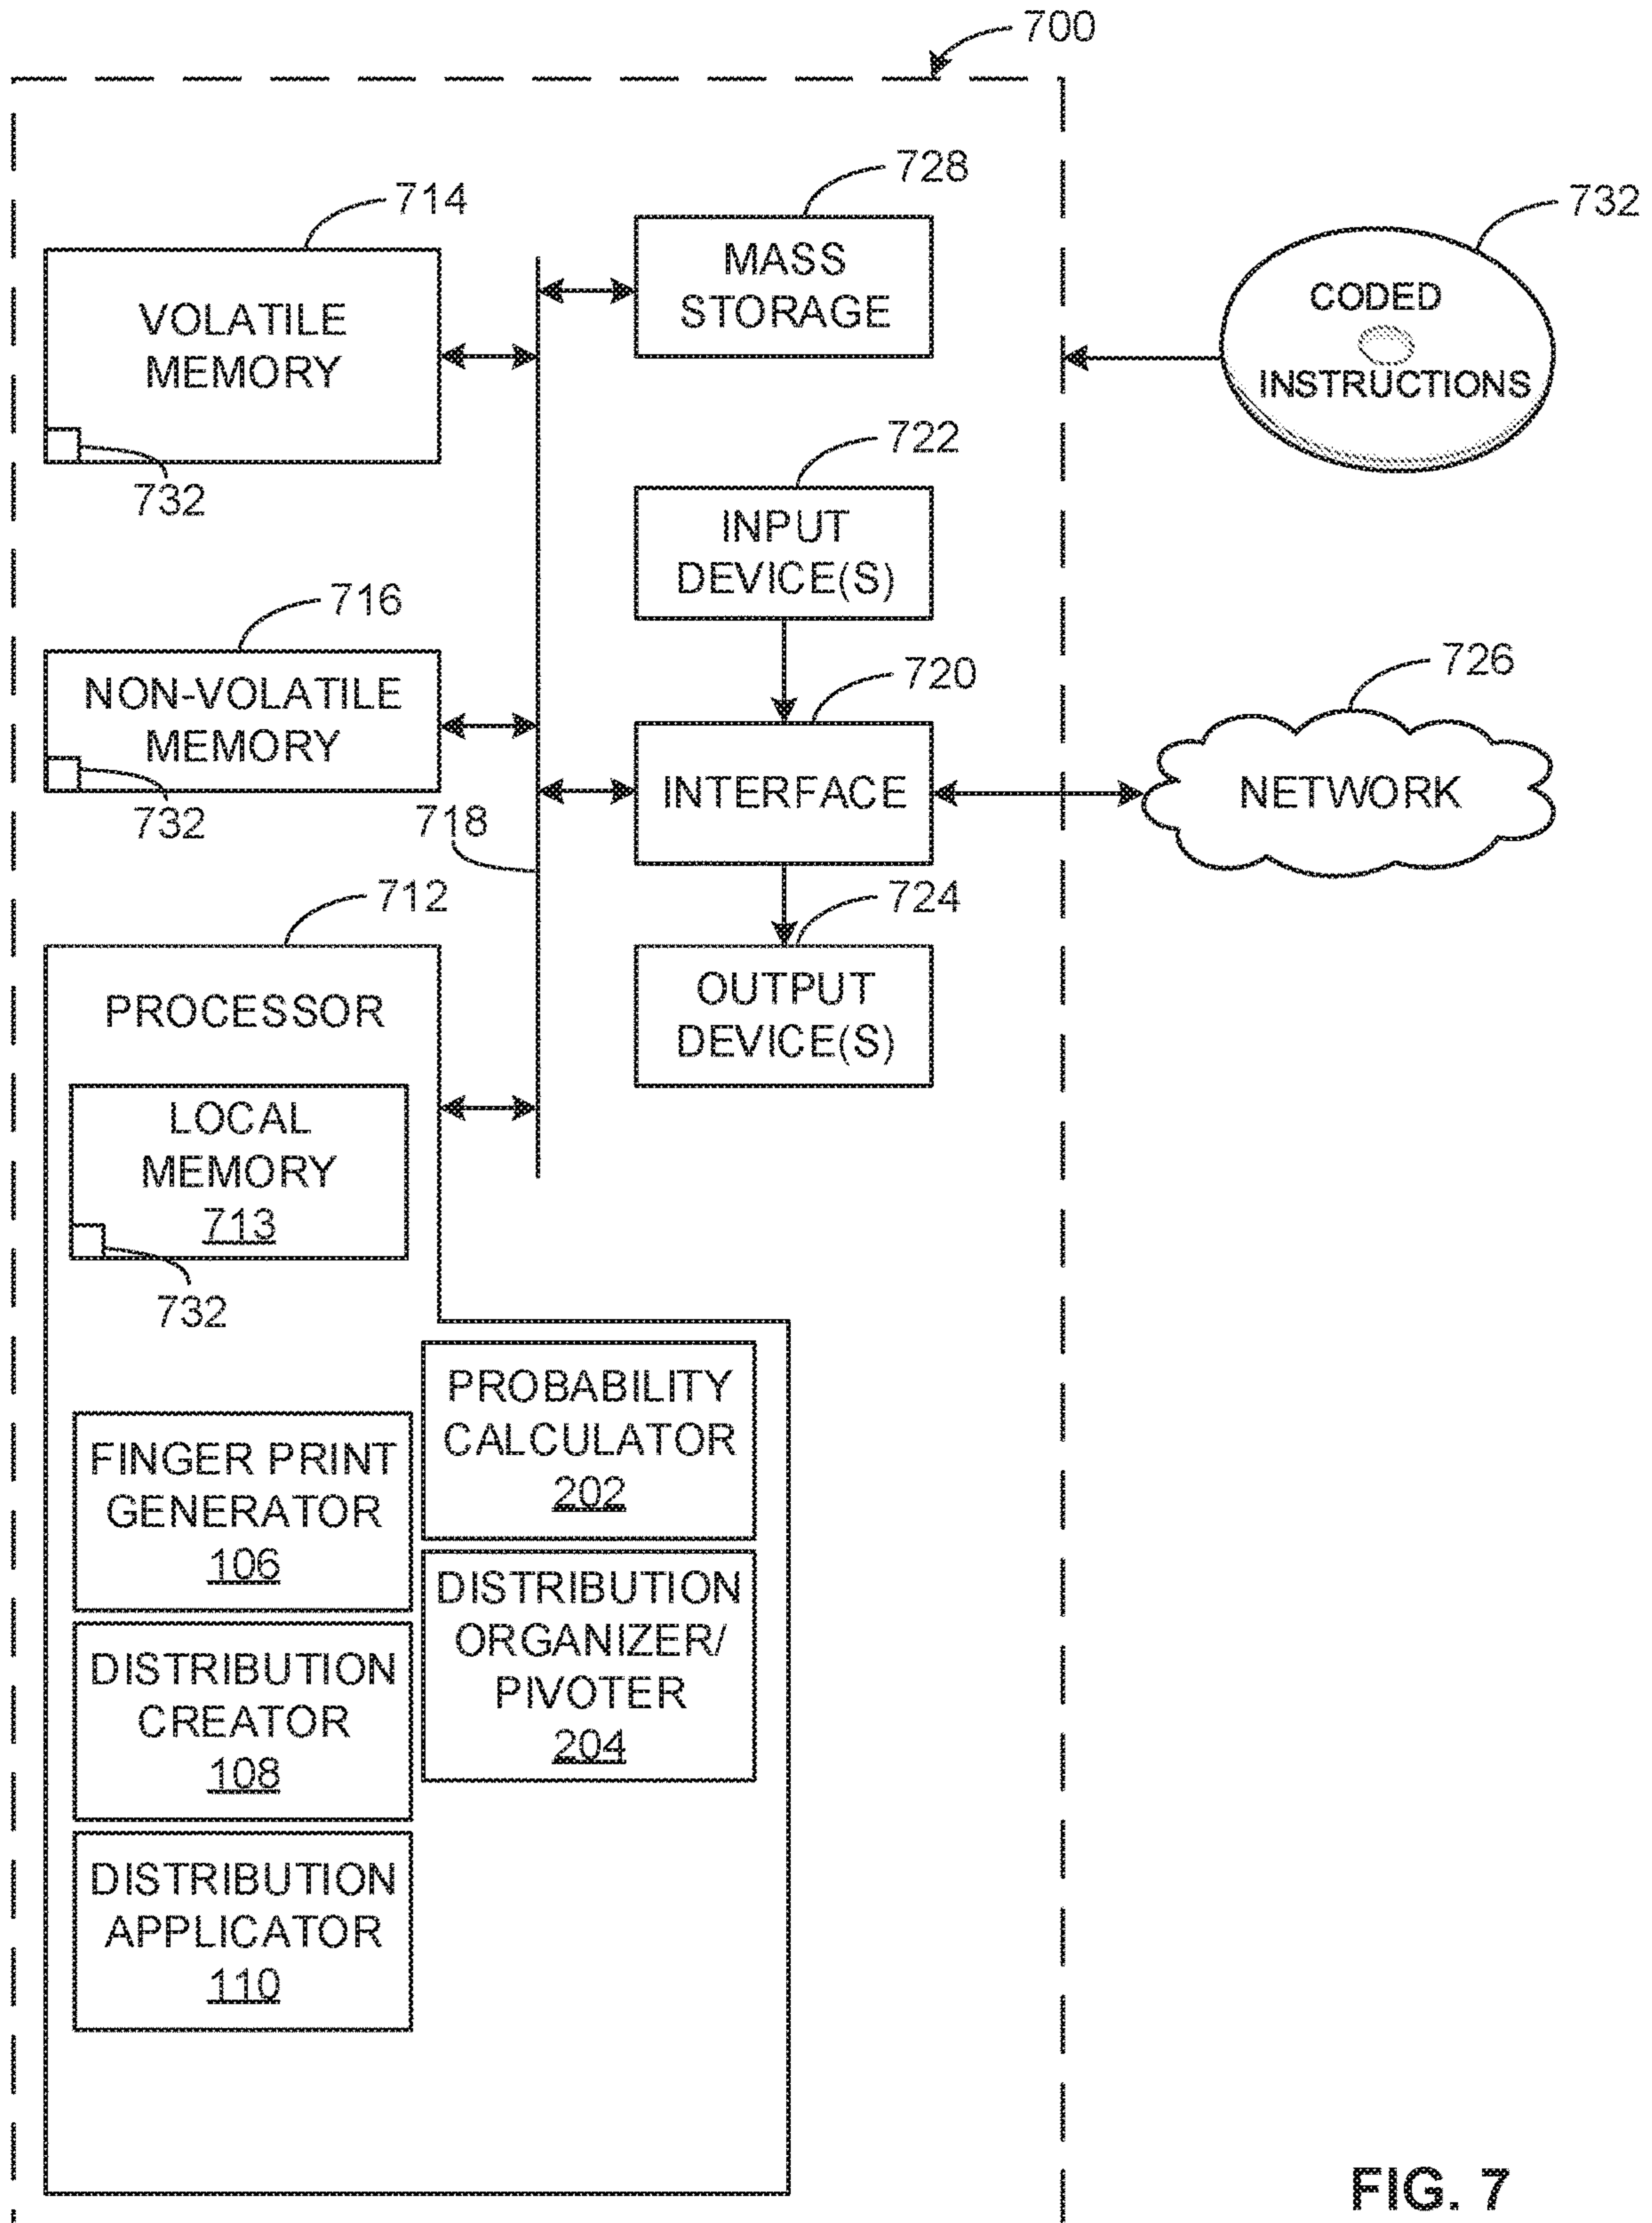 700
728
714
732
MASS
STORAGE
VOLATILE
MEMORY
CODED
INSTRUCTIONS
732
722
INPUT
DEVICE(S)
716
720
726
NON-VOLATILE
MEMORY
732
718
INTERFACE
NETWORK
712
724
PROCESSOR
OUTPUT
DEVICE(S)
LOCAL
MEMORY
713
732
PROBABILITY
CALCULATOR
202
FINGER PRINT
GENERATOR
106
DISTRIBUTION
ORGANIZER/
PIVOTER
204
DISTRIBUTION
CREATOR
108
DISTRIBUTION
APPLICATOR
110
FIG. 7